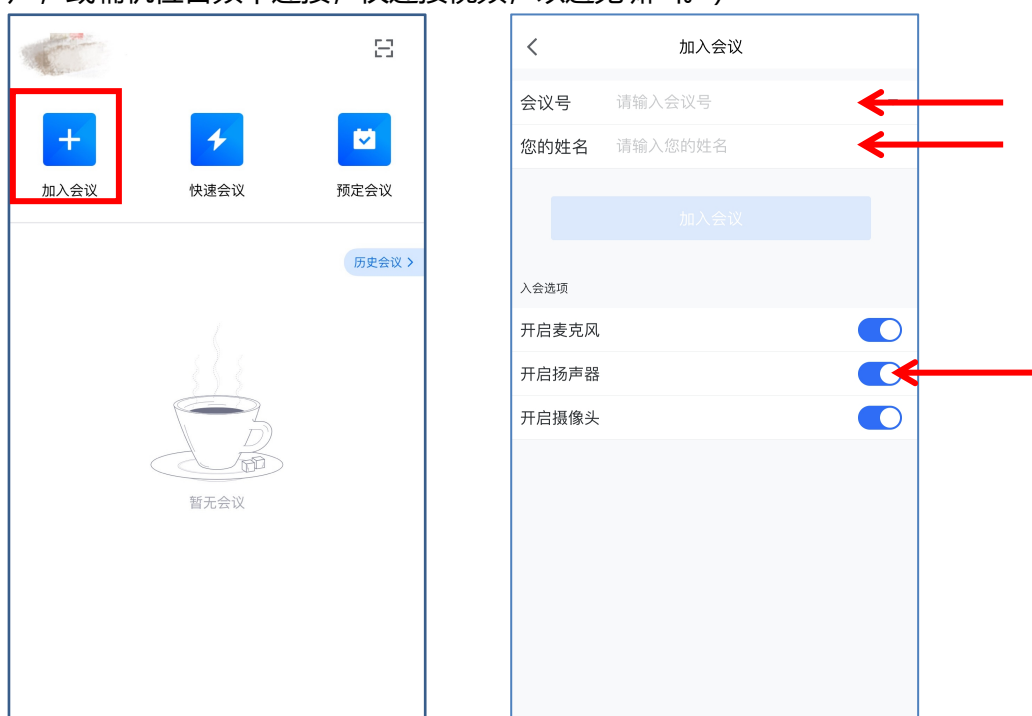 加入会议
快速会议
预定会议
历史会议
暂无会议
加入会议
会议号 请输入会议号
您的姓名 请输入您的姓名
加入会议
入会选项
开启麦克风
开启扬声器
开启摄像头